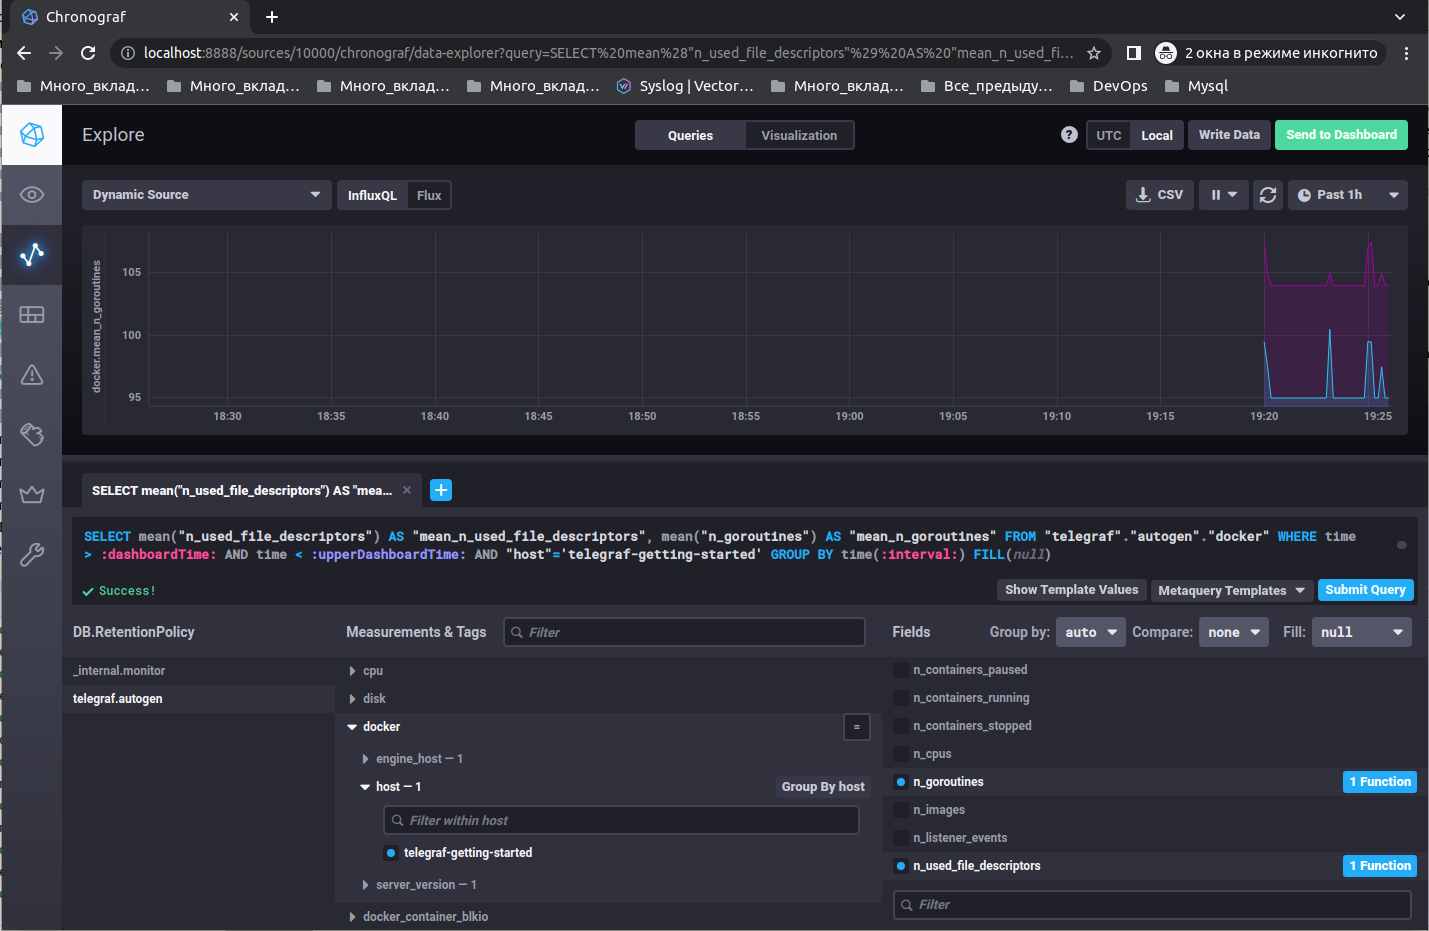 Chronograf
localhost:8888/sources/10000/chronograf/data-explorer?query=SELECT%20mean%28"n_used_file_descriptors"%29%20AS%20"mean_n_used_fi...
2 окна в режиме инкогнито
Много_вклад...
Много_вклад...
Много_вклад...
Много_вклад...
Syslog | Vector...
Много_вклад...
Все_предыду...
DevOps
Mysql
Explore
Queries
Visualization
?
UTC
Local
Write Data
Send to Dashboard
Dynamic Source
InfluxQL
Flux
CSV
Past 1h
docker.mean_n_goroutines
105
100
95
18:30
18:35
18:40
18:45
18:50
18:55
19:00
19:05
19:10
19:15
19:20
19:25
SELECT mean("n_used_file_descriptors") AS "mea...
SELECT mean("n_used_file_descriptors") AS "mean_n_used_file_descriptors", mean("n_goroutines") AS "mean_n_goroutines" FROM "telegraf"."autogen"."docker" WHERE time
> :dashboardTime: AND time < :upperDashboardTime: AND "host"='telegraf-getting-started' GROUP BY time(:interval:) FILL(null)
Success!
Show Template Values
Metaquery Templates
Submit Query
DB.RetentionPolicy
_internal.monitor
telegraf.autogen
Measurements & Tags
Filter
cpu
disk
docker
=
engine_host — 1
host — 1
Group By host
Filter within host
telegraf-getting-started
server_version — 1
docker_container_blkio
Fields
Group by:
auto
Compare:
none
Fill:
null
n_containers_paused
n_containers_running
n_containers_stopped
n_cpus
n_goroutines
1 Function
n_images
n_listener_events
n_used_file_descriptors
1 Function
Filter